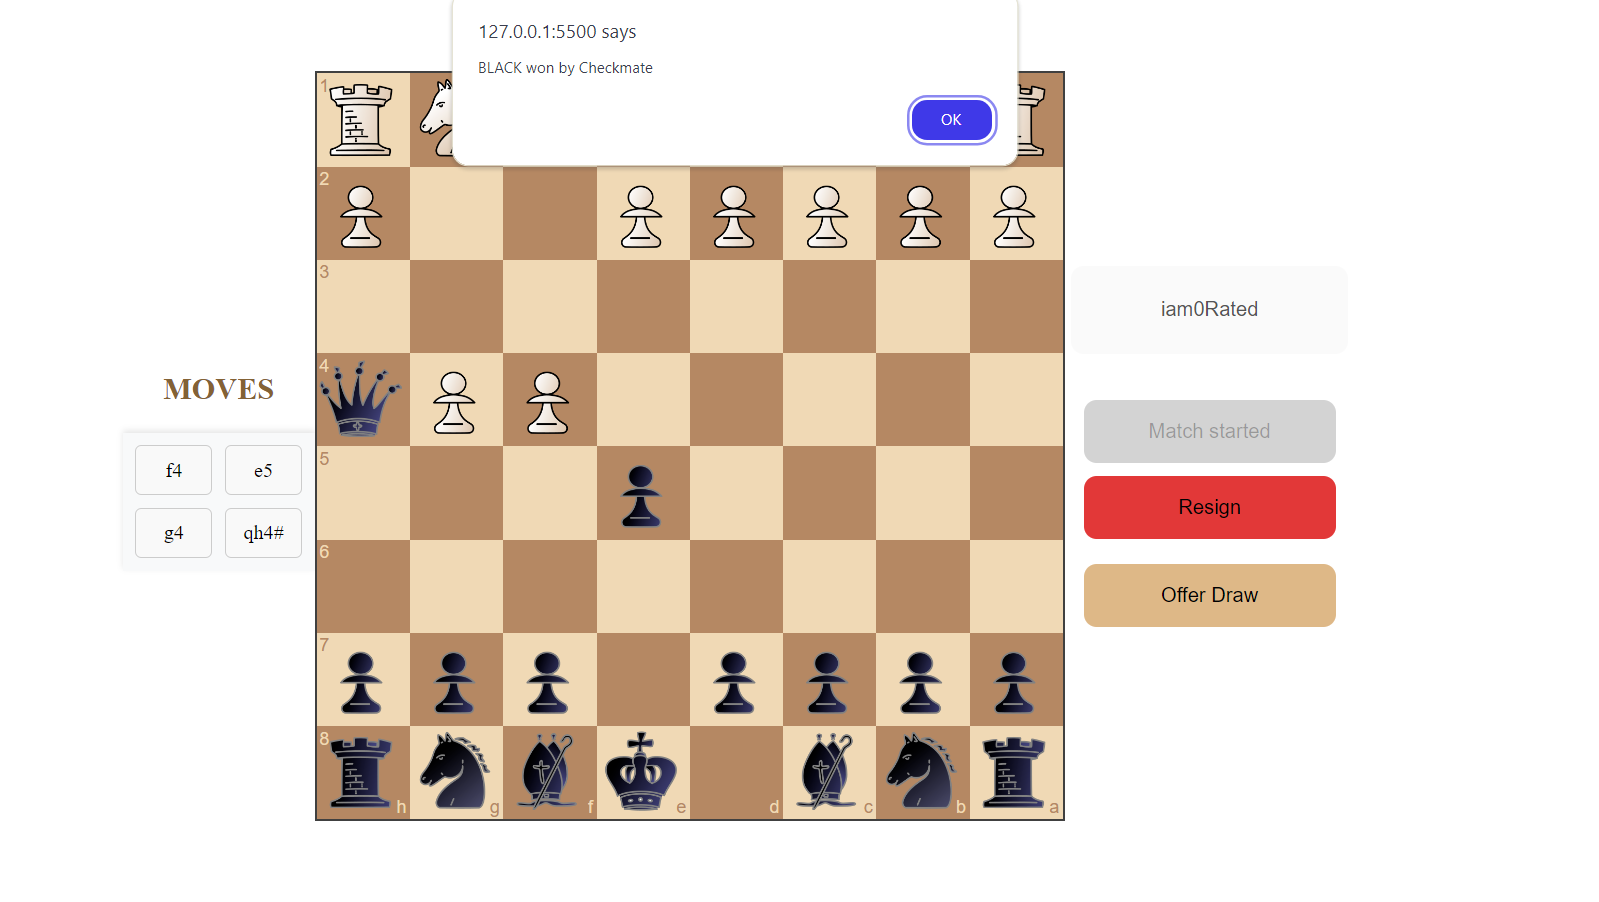 127.0.0.1:5500 says
BLACK won by Checkmate
OK
1
2
3
4
5
6
7
8
h g f e d c b a
MOVES
f4 e5
g4 qh4#
iam0Rated
Match started
Resign
Offer Draw